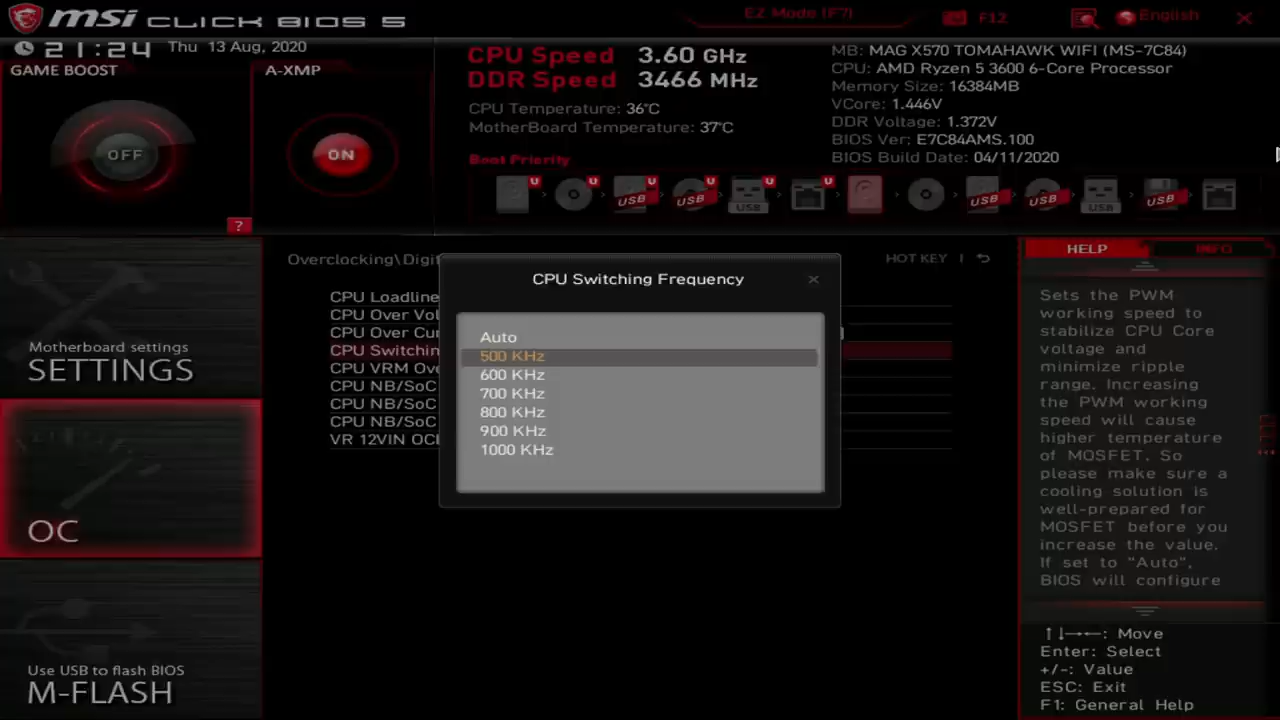 msi CLICK BIOS 5
EZ Mode (F7)
F12
English
21:24 Thu 13 Aug, 2020
GAME BOOST
A-XMP
OFF
ON
?
CPU Speed 3.60 GHz
DDR Speed 3466 MHz
CPU Temperature: 36°C
MotherBoard Temperature: 37°C
MB: MAG X570 TOMAHAWK WIFI (MS-7C84)
CPU: AMD Ryzen 5 3600 6-Core Processor
Memory Size: 16384MB
VCore: 1.446V
DDR Voltage: 1.372V
BIOS Ver: E7C84AMS.100
BIOS Build Date: 04/11/2020
Boot Priority
U U U U U U
USB USB USB USB USB USB USB
Motherboard settings
SETTINGS
OC
Use USB to flash BIOS
M-FLASH
Overclocking\Digit
HOT KEY |
CPU Loadline
CPU Over Vol
CPU Over Cur
CPU Switchin
CPU VRM Ove
CPU NB/SoC
CPU NB/SoC
CPU NB/SoC
VR 12VIN OC
CPU Switching Frequency
Auto
500 KHz
600 KHz
700 KHz
800 KHz
900 KHz
1000 KHz
HELP
INFO
Sets the PWM
working speed to
stabilize CPU Core
voltage and
minimize ripple
range. Increasing
the PWM working
speed will cause
higher temperature
of MOSFET. So
please make sure a
cooling solution is
well-prepared for
MOSFET before you
increase the value.
If set to "Auto",
BIOS will configure
↑↓→←: Move
Enter: Select
+/-: Value
ESC: Exit
F1: General Help